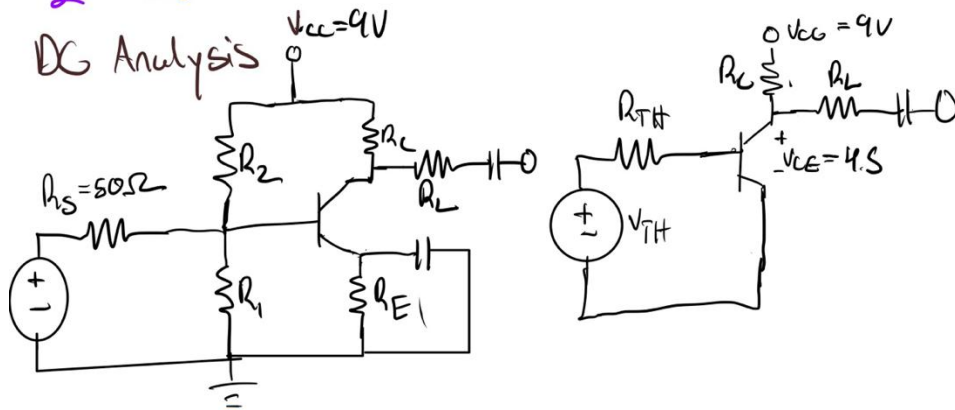 DC Analysis
Vcc=9V
R2
Rc
RL
Rs=50Ω
+
-
R1
RE1
Vcc=9V
Rc
RL
RTH
+
- VCE=4.5
+
-
VTH